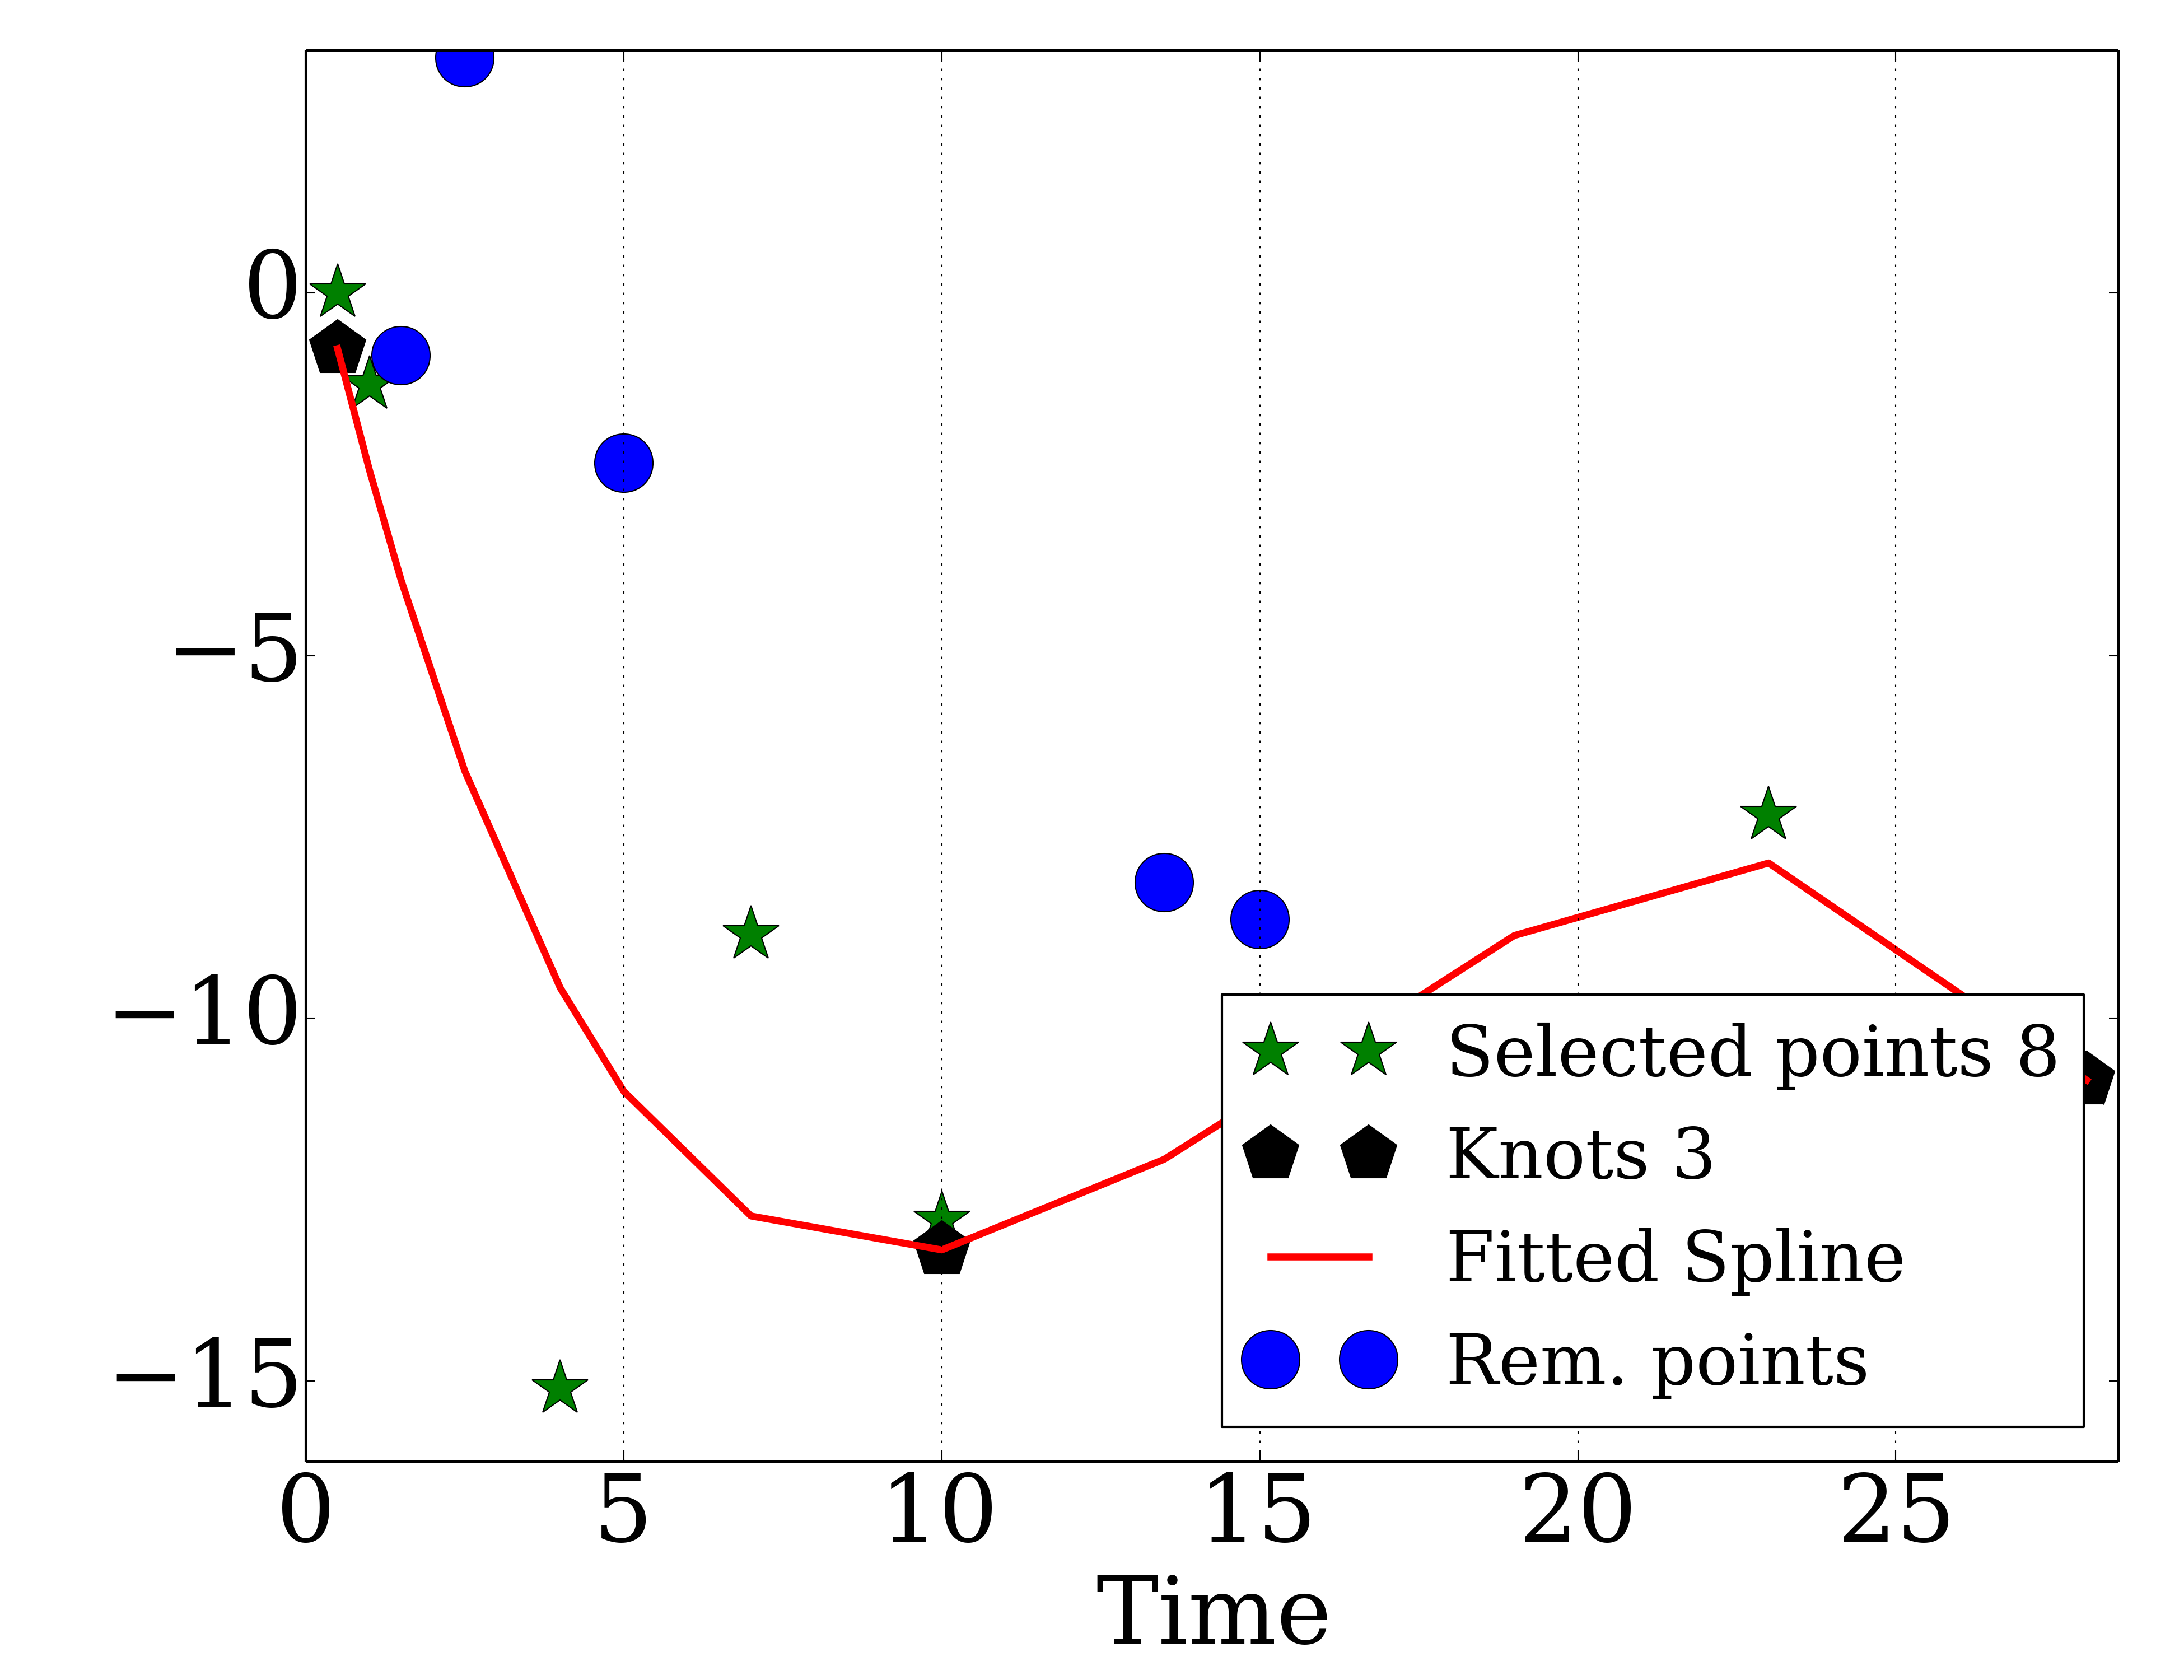 0
−5
−10
−15
Selected points 8
Knots 3
Fitted Spline
Rem. points
0 5 10 15 20 25
Time